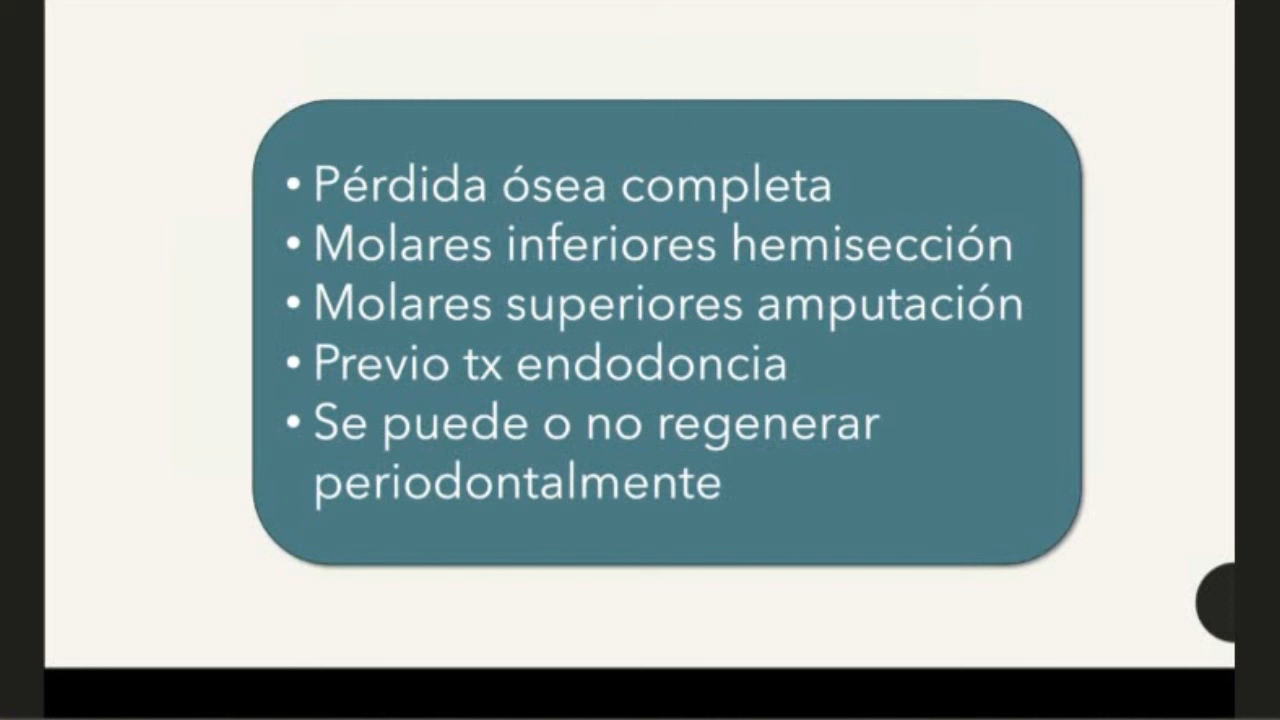 • Pérdida ósea completa
• Molares inferiores hemisección
• Molares superiores amputación
• Previo tx endodoncia
• Se puede o no regenerar
periodontalmente